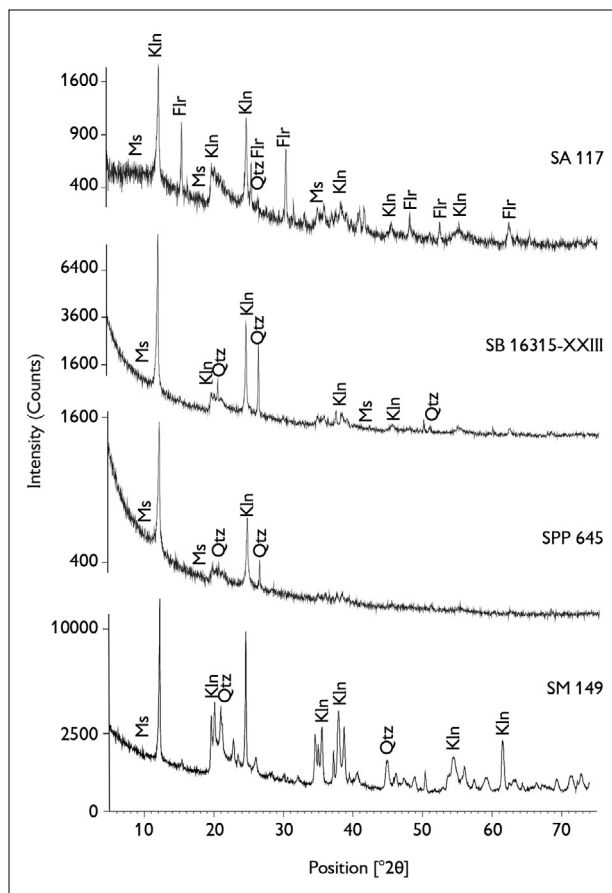 Intensity (Counts)
1600
900
400
Ms
Kln
Flr
Ms
Kln
Kln
Qtz
Flr
Flr
Ms
Kln
Kln
Flr
Flr
Kln
Flr
SA 117
6400
3600
1600
Ms
Kln
Qtz
Kln
Qtz
Kln
Ms
Kln
Qtz
SB 16315-XXIII
1600
400
Ms
Ms
Qtz
Kln
Qtz
SPP 645
10000
2500
0
Ms
Kln
Qtz
Kln
Kln
Qtz
Kln
Kln
SM 149
10 20 30 40 50 60 70
Position [°2θ]